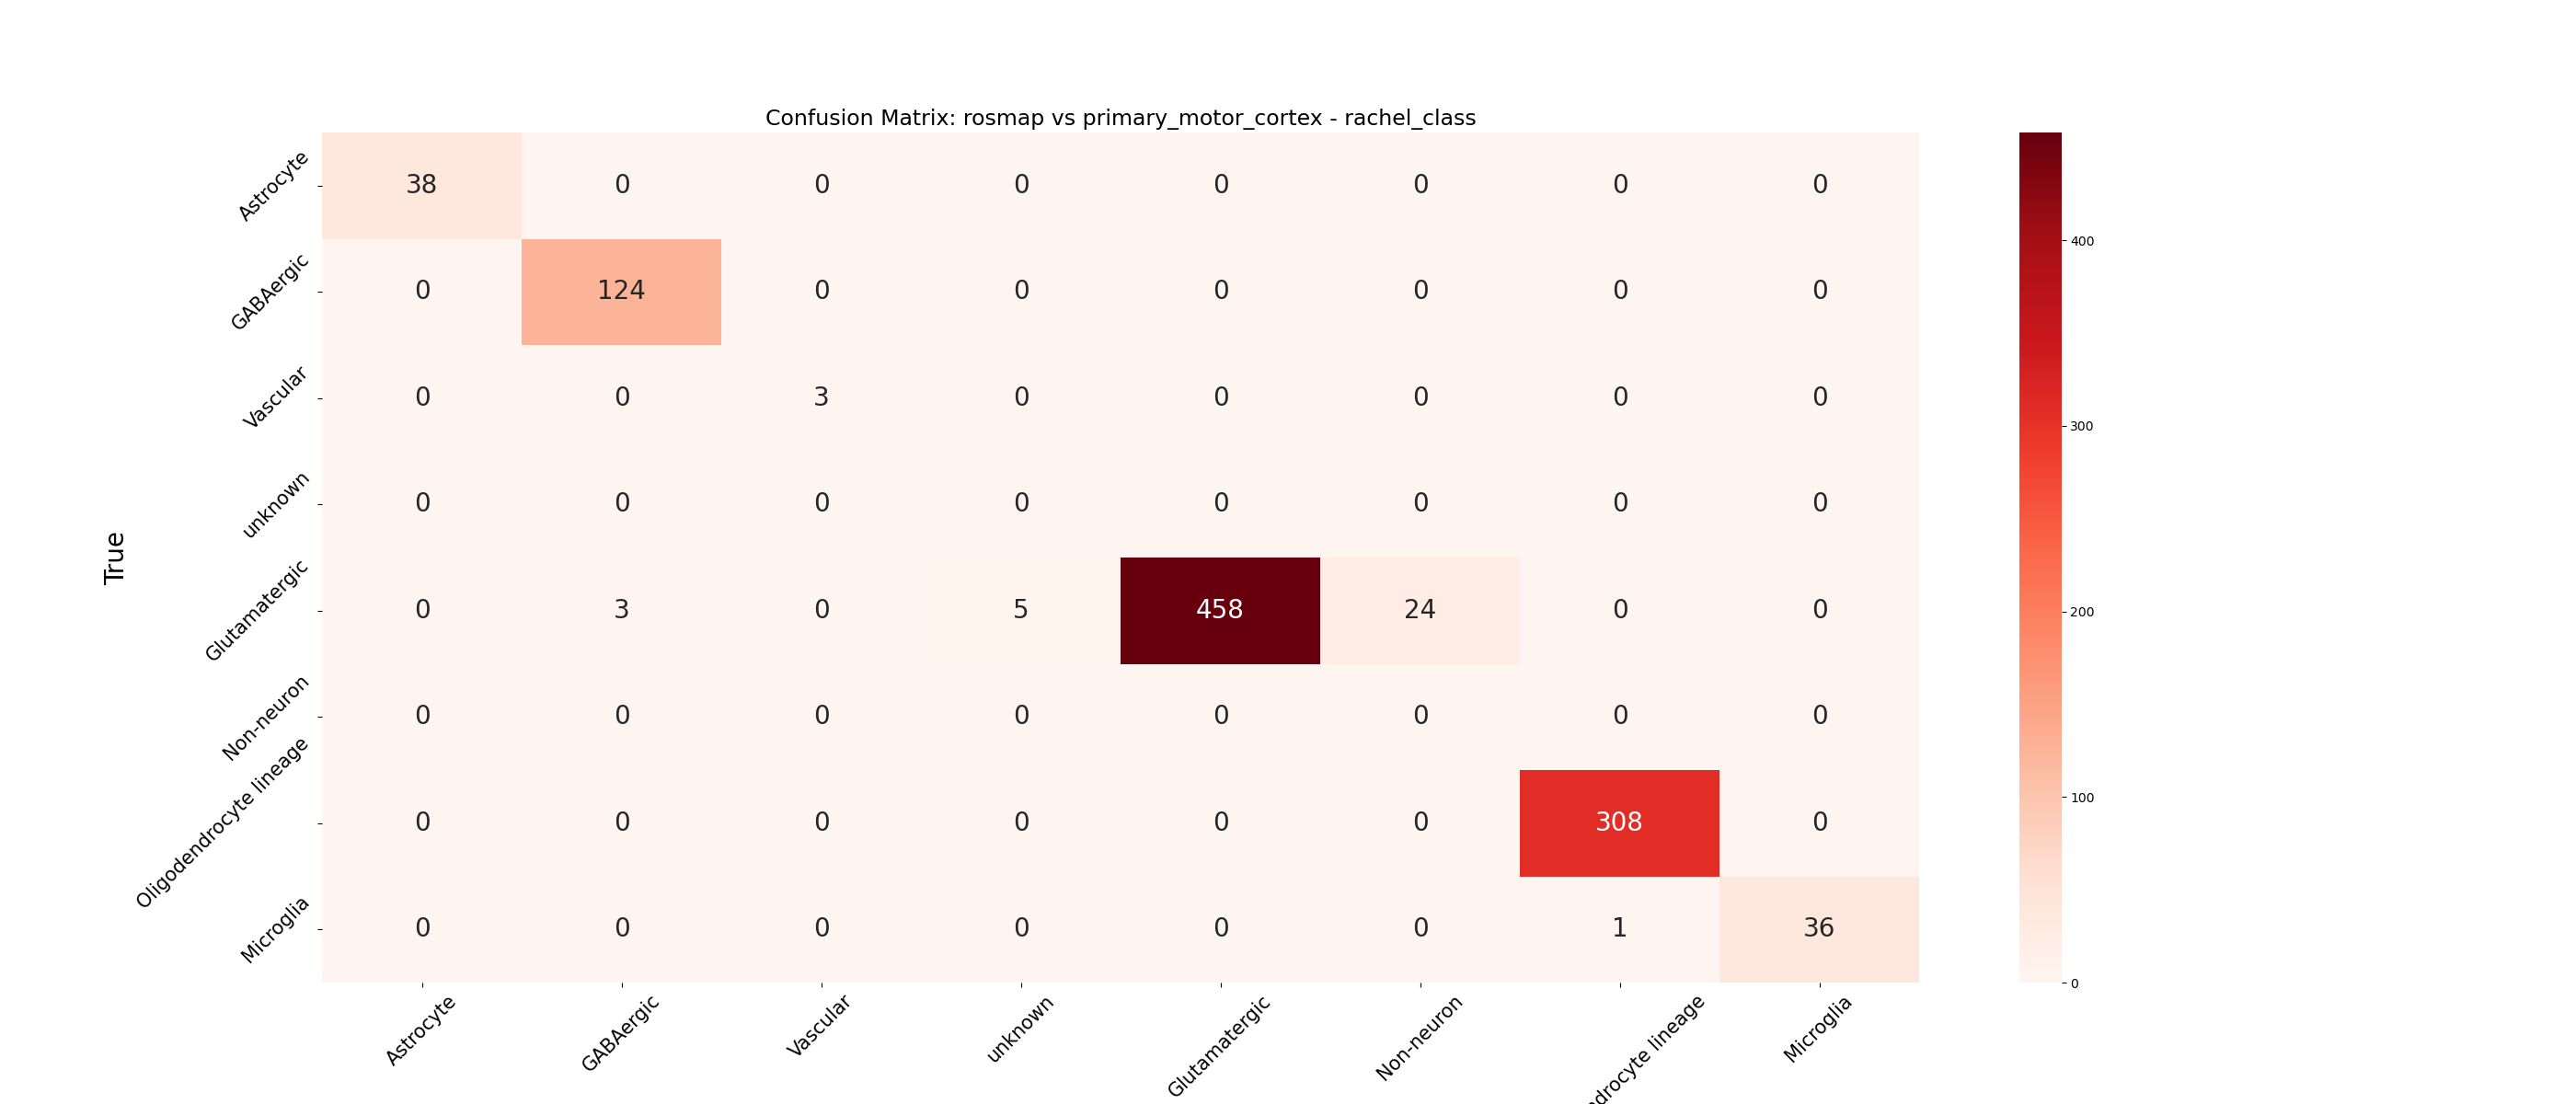 Confusion Matrix: rosmap vs primary_motor_cortex - rachel_class
True
Astrocyte 38 0 0 0 0 0 0 0
GABAergic 0 124 0 0 0 0 0 0
Vascular 0 0 3 0 0 0 0 0
unknown 0 0 0 0 0 0 0 0
Glutamatergic 0 3 0 5 458 24 0 0
Non-neuron 0 0 0 0 0 0 0 0
Oligodendrocyte lineage 0 0 0 0 0 0 308 0
Microglia 0 0 0 0 0 0 1 36
Astrocyte GABAergic Vascular unknown Glutamatergic Non-neuron lineage Microglia
400
300
200
100
0